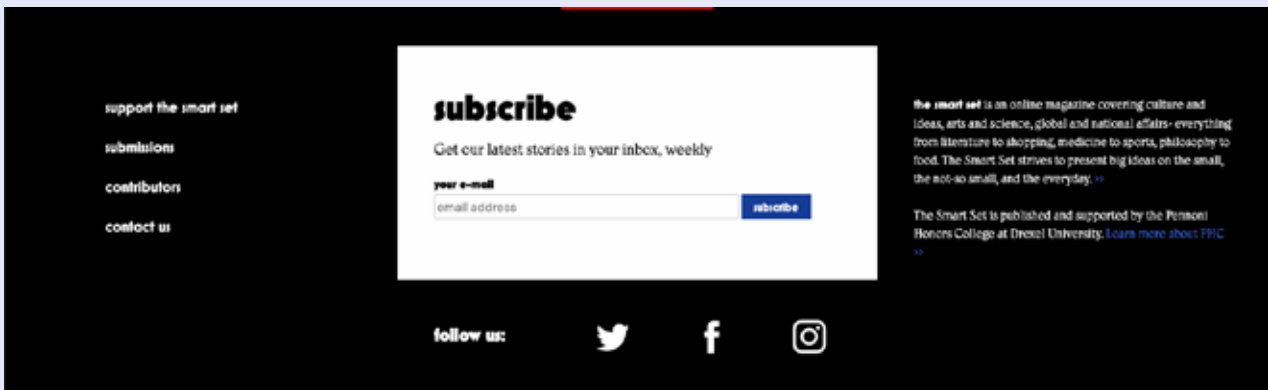 support the smart set
submissions
contributors
contact us
subscribe
Get our latest stories in your inbox, weekly
your e-mail
email address
subscribe
follow us:
the smart set is an online magazine covering culture and
ideas, arts and science, global and national affairs- everything
from literature to shopping, medicine to sports, philosophy to
food. The Smart Set strives to present big ideas on the small,
the not-so small, and the everyday. »
The Smart Set is published and supported by the Pennoni
Honors College at Drexel University. Learn more about PHC
»